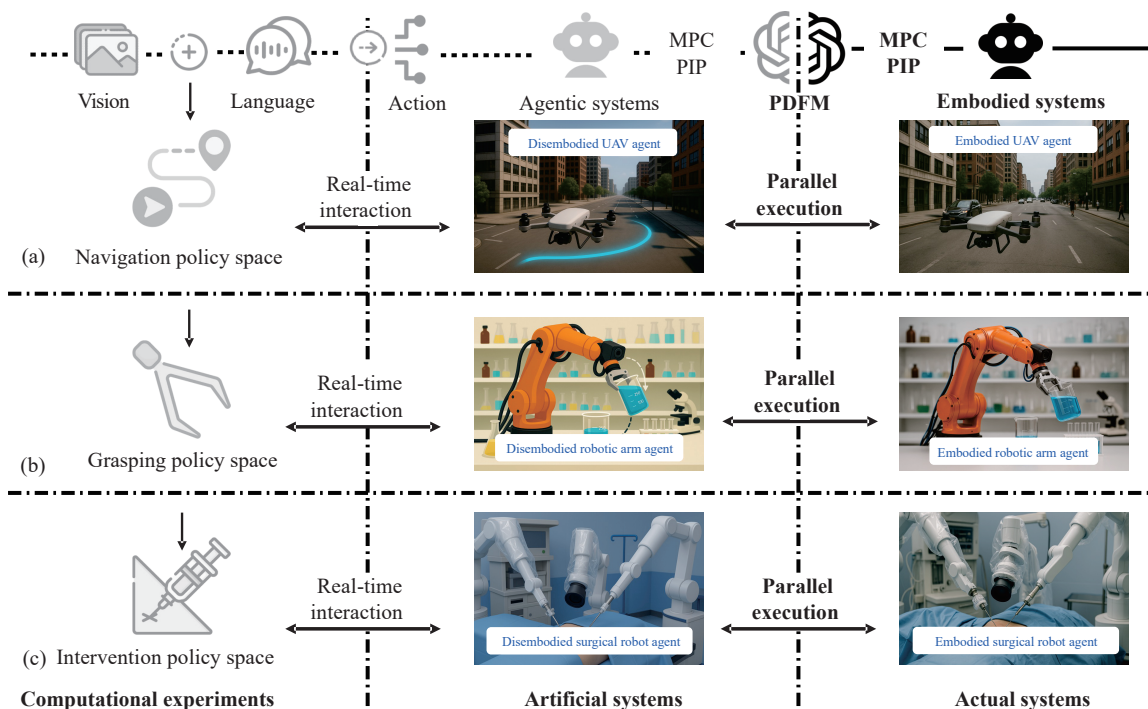 MPC
PIP
MPC
PIP
Vision
Language
Action
Agentic systems
PDFM
Embodied systems
Disembodied UAV agent
Embodied UAV agent
Real-time
interaction
Parallel
execution
(a)
Navigation policy space
Real-time
interaction
Parallel
execution
(b)
Grasping policy space
Disembodied robotic arm agent
Embodied robotic arm agent
Real-time
interaction
Parallel
execution
Disembodied surgical robot agent
Embodied surgical robot agent
(c)
Intervention policy space
Computational experiments
Artificial systems
Actual systems